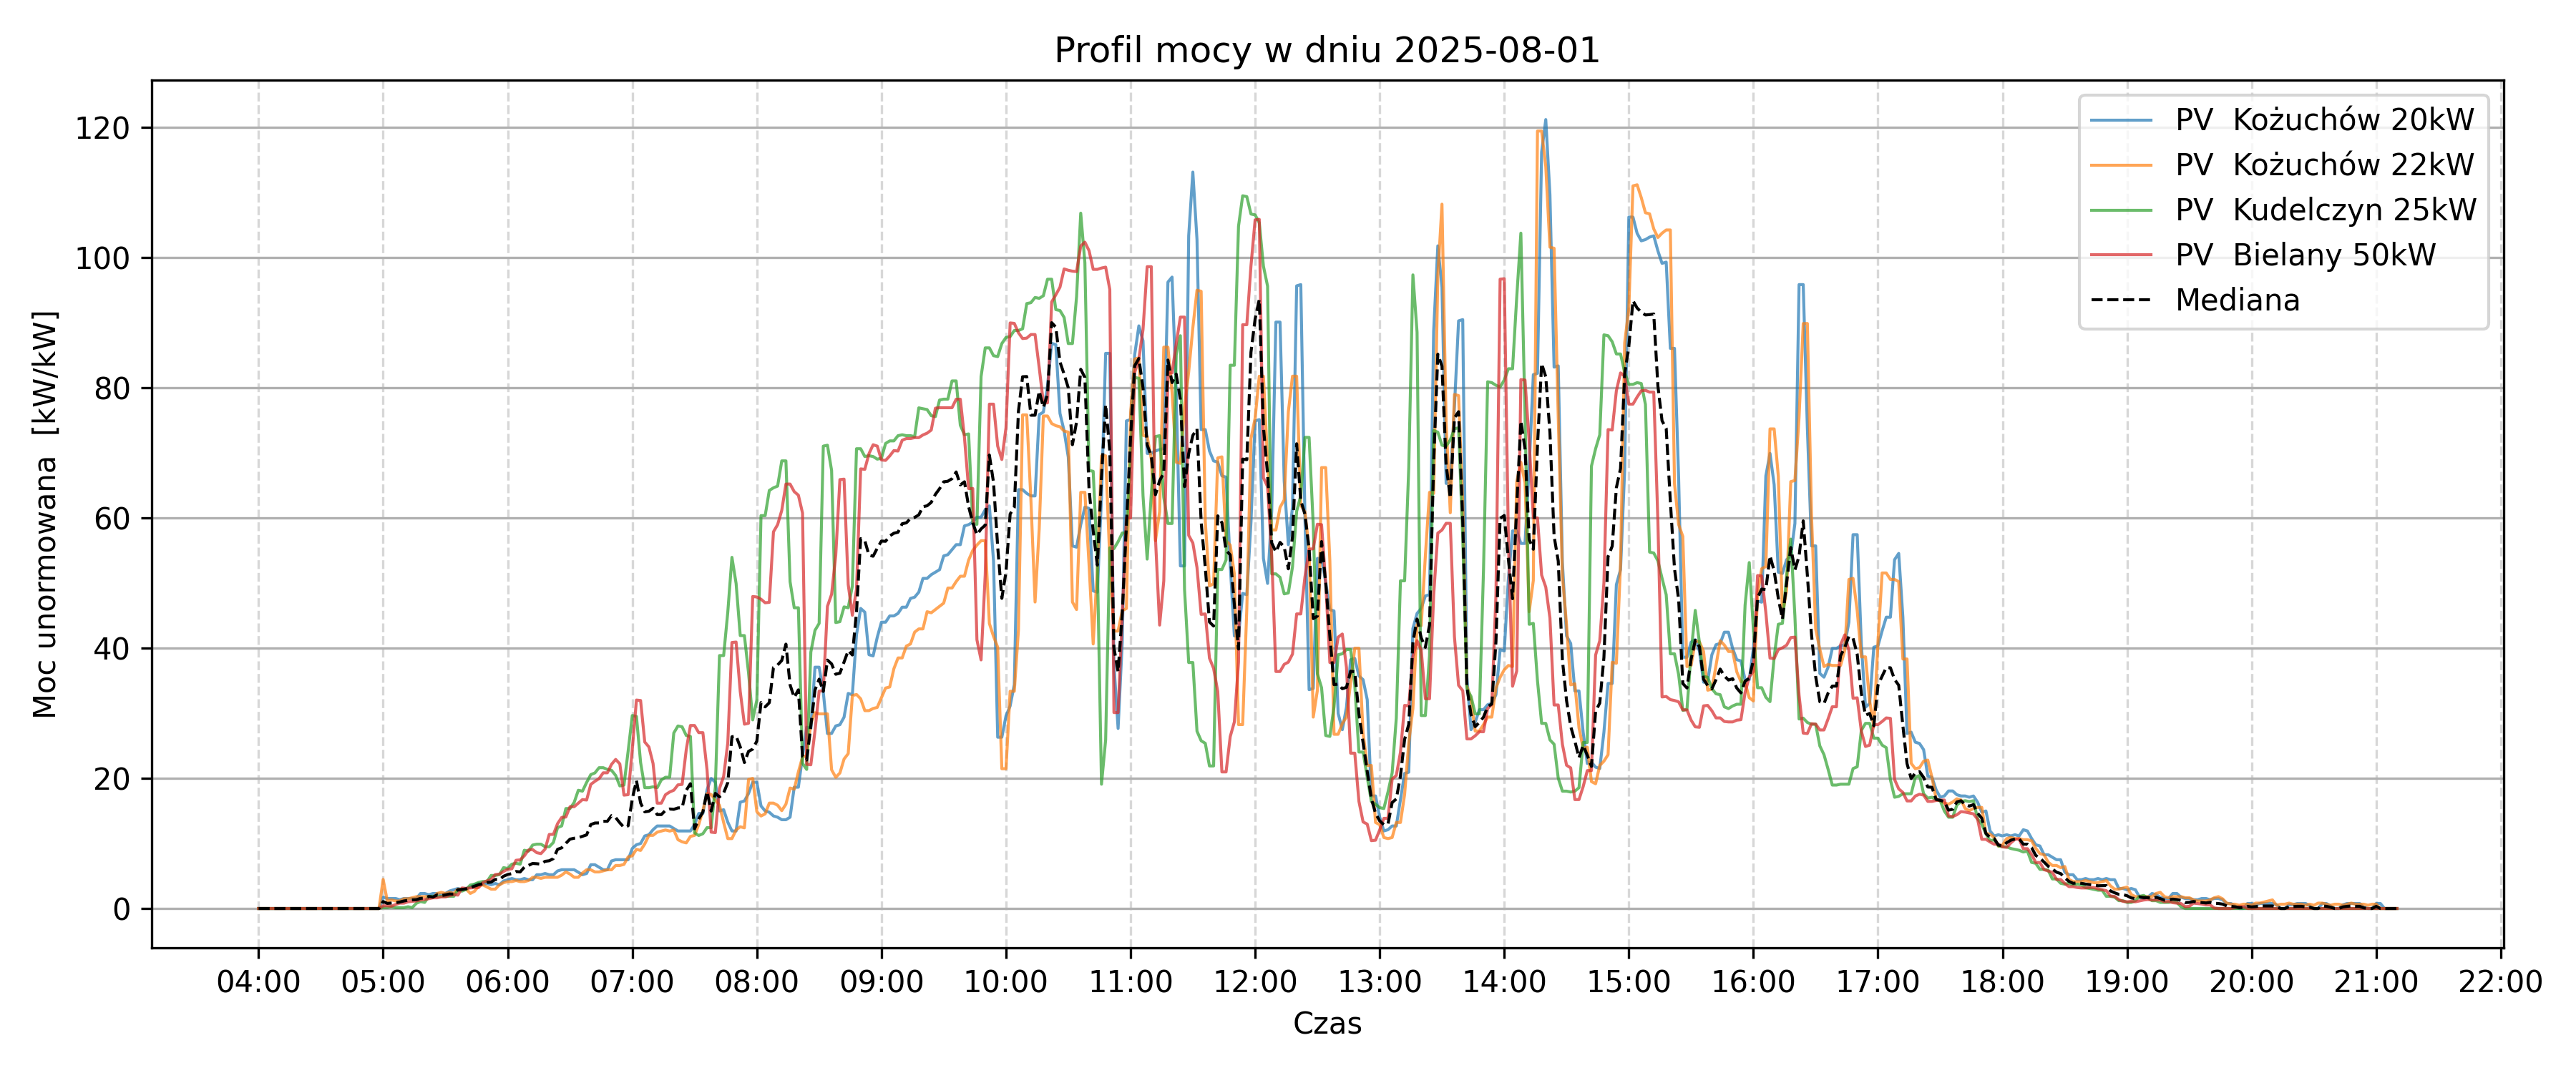 Profil mocy w dniu 2025-08-01
Moc unormowana  [kW/kW]
120
100
80
60
40
20
0
PV  Kożuchów 20kW
PV  Kożuchów 22kW
PV  Kudelczyn 25kW
PV  Bielany 50kW
Mediana
04:00 05:00 06:00 07:00 08:00 09:00 10:00 11:00 12:00 13:00 14:00 15:00 16:00 17:00 18:00 19:00 20:00 21:00 22:00
Czas